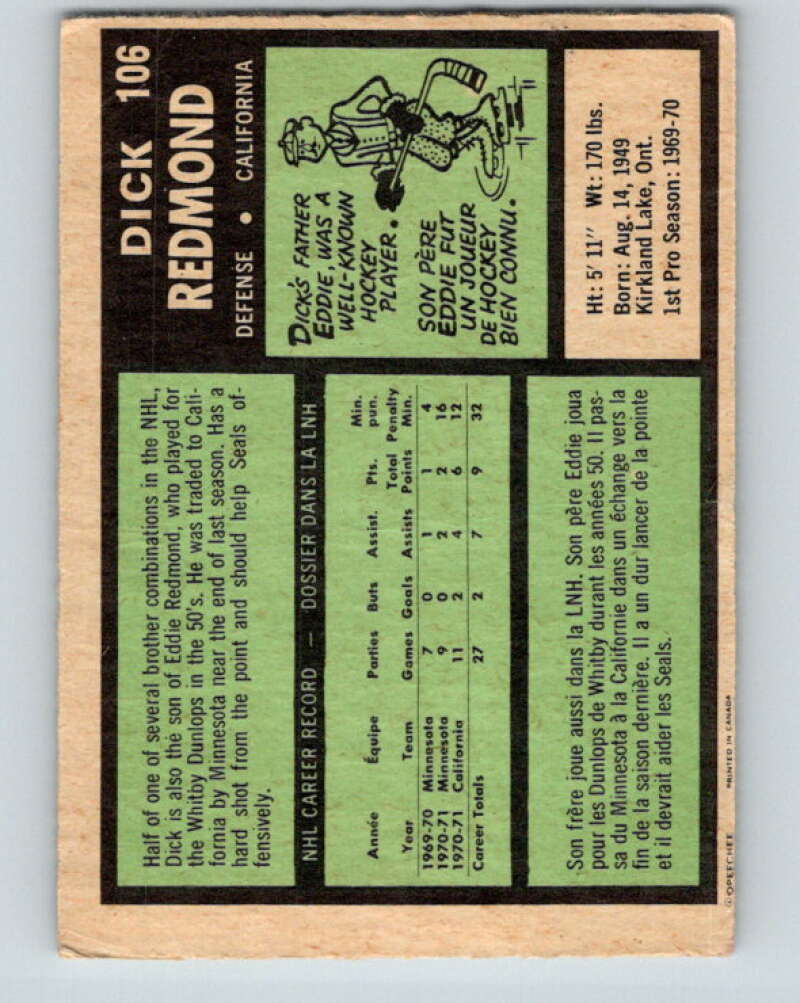 DICK 106
REDMOND
DEFENSE • CALIFORNIA
DICK'S FATHER
EDDIE, WAS A
WELL-KNOWN
HOCKEY
PLAYER.
SON PÈRE
EDDIE FUT
UN JOUEUR
DE HOCKEY
BIEN CONNU.
Ht: 5' 11" Wt: 170 lbs.
Born: Aug. 14, 1949
Kirkland Lake, Ont.
1st Pro Season: 1969-70
Half of one of several brother combinations in the NHL,
Dick is also the son of Eddie Redmond, who played for
the Whitby Dunlops in the 50's. He was traded to Cali-
fornia by Minnesota near the end of last season. Has a
hard shot from the point and should help Seals of-
fensively.
NHL CAREER RECORD — DOSSIER DANS LA LNH
Année Équipe Parties Buts Assist. Pts. Min. pun.
Year Team Games Goals Assists Total Points Penalty Min.
1969-70 Minnesota 7 0 1 1 4
1970-71 Minnesota 9 0 2 2 16
1970-71 California 11 2 4 6 12
Career Totals 27 2 7 9 32
Son frère joue aussi dans la LNH. Son père Eddie joua
pour les Dunlops de Whitby durant les années 50. Il pas-
sa du Minnesota à la Californie dans un échange vers la
fin de la saison dernière. Il a un dur lancer de la pointe
et il devrait aider les Seals.
© OPEECHEE PRINTED IN CANADA